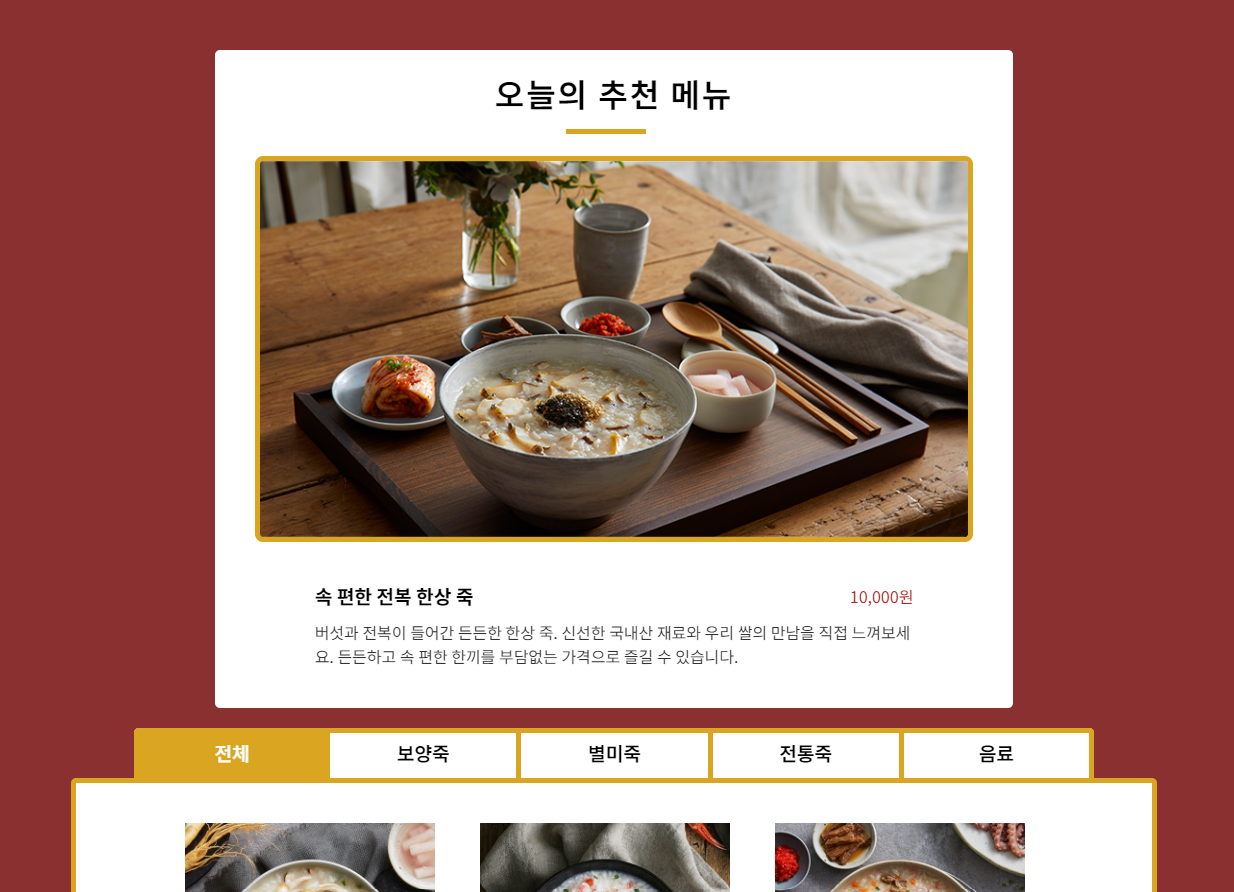 오늘의 추천 메뉴
속 편한 전복 한상 죽
10,000원
버섯과 전복이 들어간 든든한 한상 죽. 신선한 국내산 재료와 우리 쌀의 만남을 직접 느껴보세
요. 든든하고 속 편한 한끼를 부담없는 가격으로 즐길 수 있습니다.
전체
보양죽
별미죽
전통죽
음료